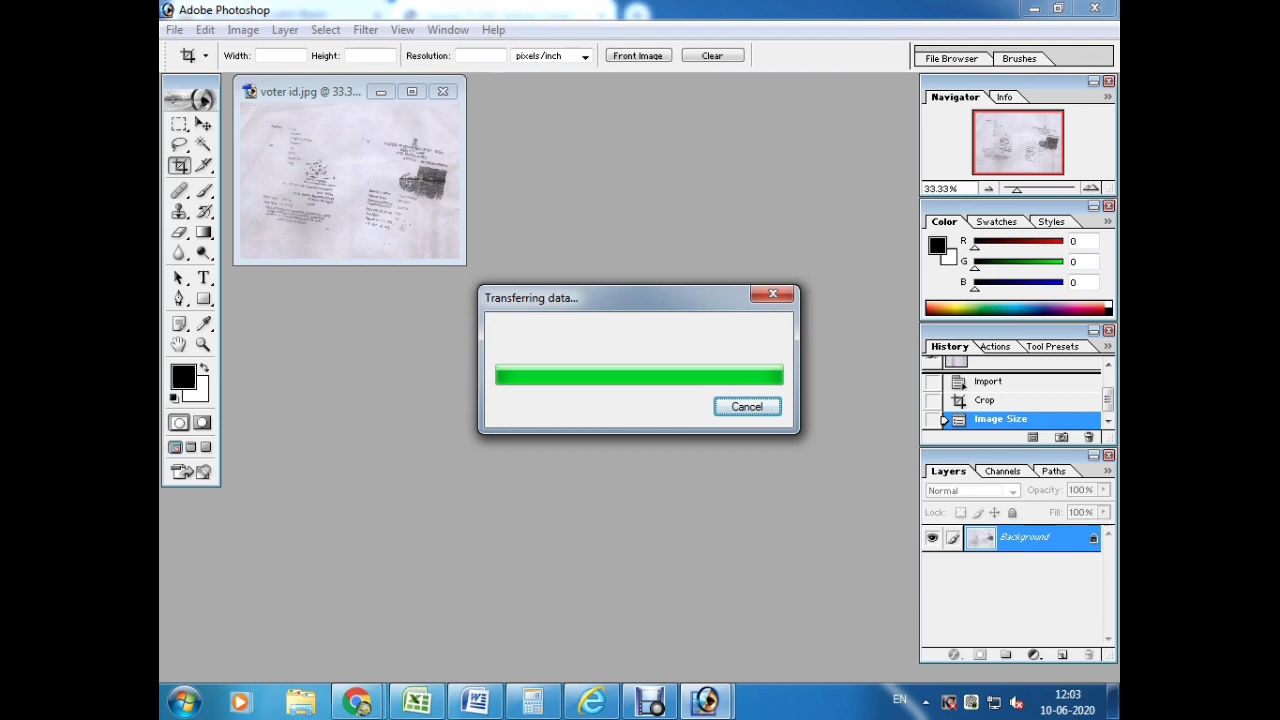 Adobe Photoshop
File Edit Image Layer Select Filter View Window Help
Width: Height: Resolution: pixels/inch Front Image Clear File Browser Brushes
voter id.jpg @ 33.3...
Navigator Info
33.33%
Color Swatches Styles
R 0
G 0
B 0
Transferring data...
Cancel
History Actions Tool Presets
Import
Crop
Image Size
Layers Channels Paths
Normal Opacity: 100%
Lock: Fill: 100%
Background
EN 12:03
10-06-2020